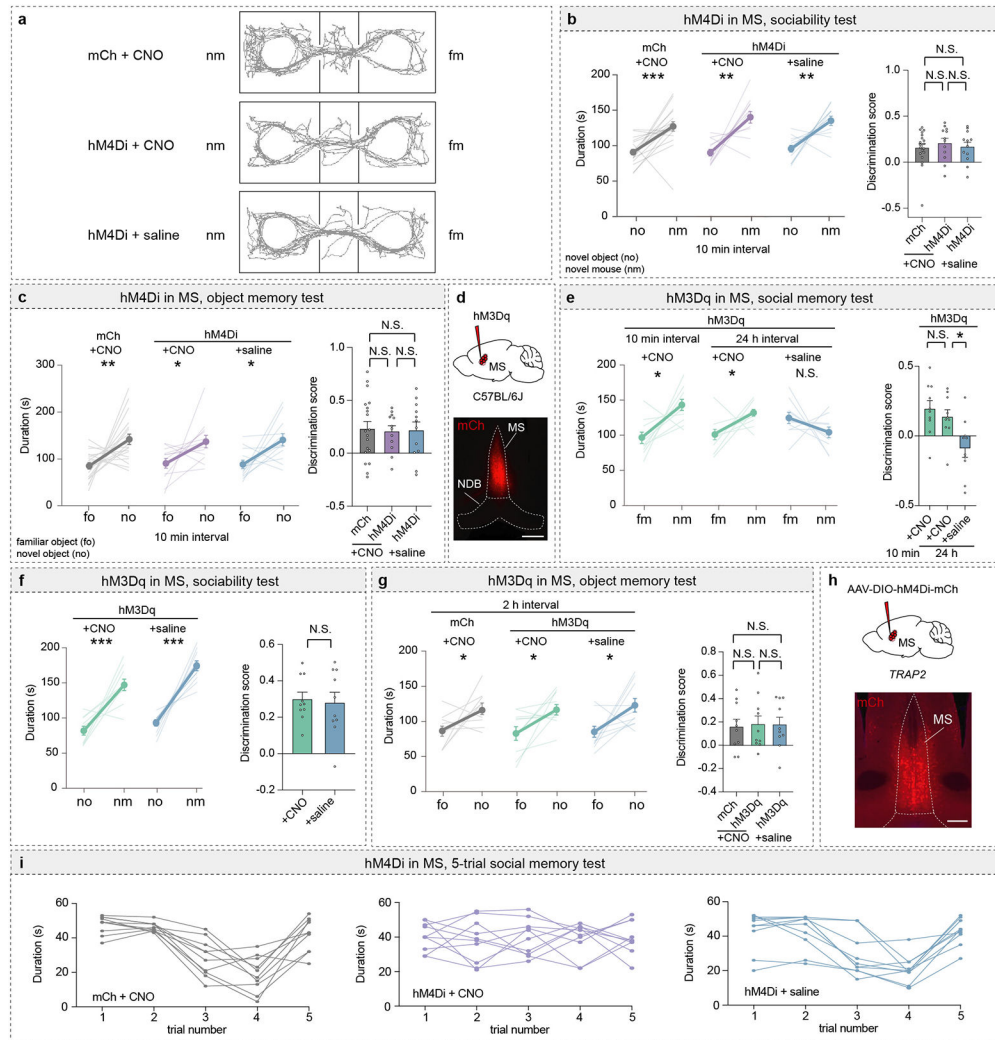 a
mCh + CNO
nm
fm
hM4Di + CNO
nm
fm
hM4Di + saline
nm
fm
b
hM4Di in MS, sociability test
mCh
+CNO
***
hM4Di
+CNO
**
+saline
**
Duration (s)
200
150
100
50
0
no nm no nm no nm
10 min interval
novel object (no)
novel mouse (nm)
N.S.
N.S. N.S.
Discrimination score
1.0
0.5
0.0
-0.5
mCh
hM4Di
hM4Di
+CNO +saline
c
hM4Di in MS, object memory test
mCh
+CNO
**
hM4Di
+CNO
*
+saline
*
Duration (s)
300
200
100
0
fo no fo no fo no
10 min interval
familiar object (fo)
novel object (no)
N.S.
N.S. N.S.
Discrimination score
1.0
0.5
0.0
-0.5
mCh
hM4Di
hM4Di
+CNO +saline
d
hM3Dq
MS
C57BL/6J
mCh
MS
NDB
e
hM3Dq in MS, social memory test
hM3Dq
10 min interval 24 h interval
+CNO
*
+CNO
*
+saline
N.S.
Duration (s)
200
150
100
50
0
fm nm fm nm fm nm
hM3Dq
N.S. *
Discrimination score
0.5
0.0
-0.5
+CNO
+CNO
+saline
10 min 24 h
f
hM3Dq in MS, sociability test
hM3Dq
+CNO
***
+saline
***
Duration (s)
200
150
100
50
0
no nm no nm
N.S.
Discrimination score
0.6
0.4
0.2
0.0
-0.2
+CNO
+saline
g
hM3Dq in MS, object memory test
2 h interval
mCh
+CNO
*
hM3Dq
+CNO
*
+saline
*
Duration (s)
200
150
100
50
0
fo no fo no fo no
N.S.
N.S. N.S.
Discrimination score
0.8
0.6
0.4
0.2
0.0
-0.2
-0.4
mCh
hM3Dq
hM3Dq
+CNO +saline
h
AAV-DIO-hM4Di-mCh
MS
TRAP2
mCh
MS
i
hM4Di in MS, 5-trial social memory test
Duration (s)
60
40
20
0
mCh + CNO
1 2 3 4 5
trial number
Duration (s)
60
40
20
0
hM4Di + CNO
1 2 3 4 5
trial number
Duration (s)
60
40
20
0
hM4Di + saline
1 2 3 4 5
trial number